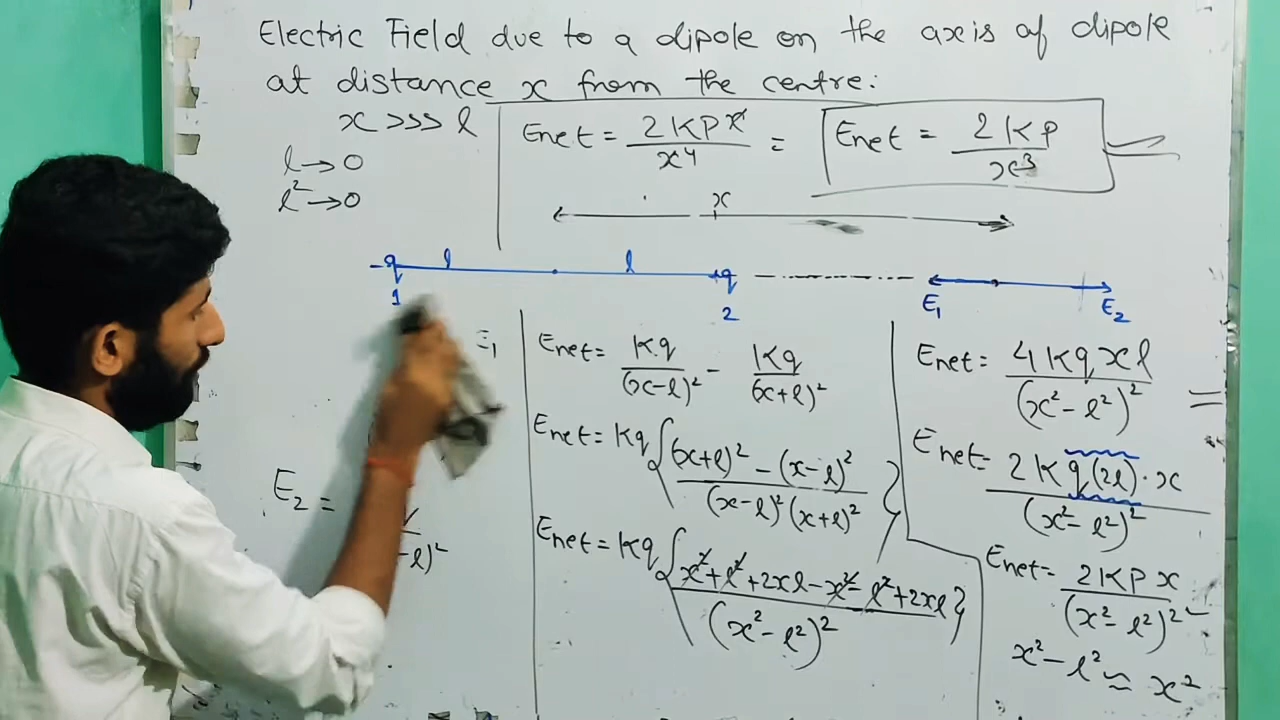 Electric Field due to a dipole on the axis of dipole
at distance x from the centre:
x >>> l
l → 0
l² → 0
Enet = 2KPx / x⁴ = Enet = 2KP / x³
x
-q l l +q
1 2
E₁ E₂
E₁
E₂ =
-l)²
Enet = Kq / (x-l)² - Kq / (x+l)²
Enet = Kq { (x+l)² - (x-l)² / (x-l)² (x+l)² }
Enet = Kq { x² + l² + 2xl - x² - l² + 2xl / (x² - l²)² }
Enet = 4Kqxl / (x² - l²)²
Enet = 2Kq(2l)·x / (x² - l²)²
Enet = 2KPx / (x² - l²)²
x² - l² ≃ x²